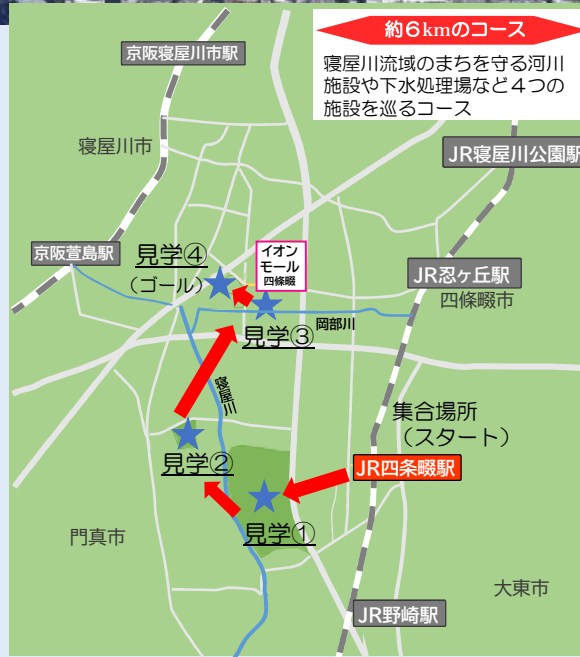 約6kmのコース
寝屋川流域のまちを守る河川
施設や下水処理場など4つの
施設を巡るコース
京阪寝屋川市駅
寝屋川市
JR寝屋川公園駅
京阪萱島駅
見学④
(ゴール)
イオン
モール
四條畷
JR忍ヶ丘駅
四條畷市
見学③
岡部川
寝屋川
集合場所
(スタート)
見学②
JR四条畷駅
見学①
門真市
大東市
JR野崎駅